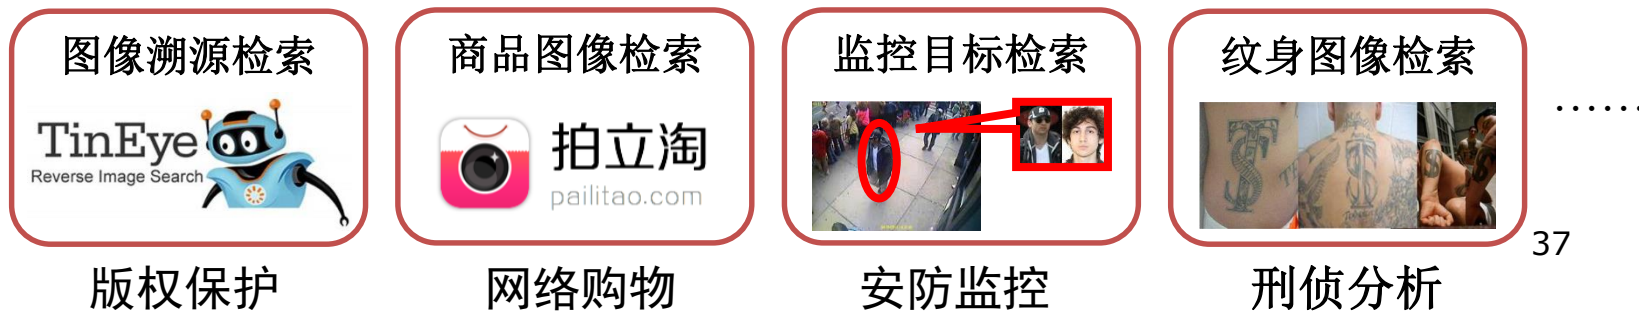 图像溯源检索
TinEye
Reverse Image Search
版权保护
商品图像检索
拍立淘
pailitao.com
网络购物
监控目标检索
安防监控
纹身图像检索
刑侦分析
......
37